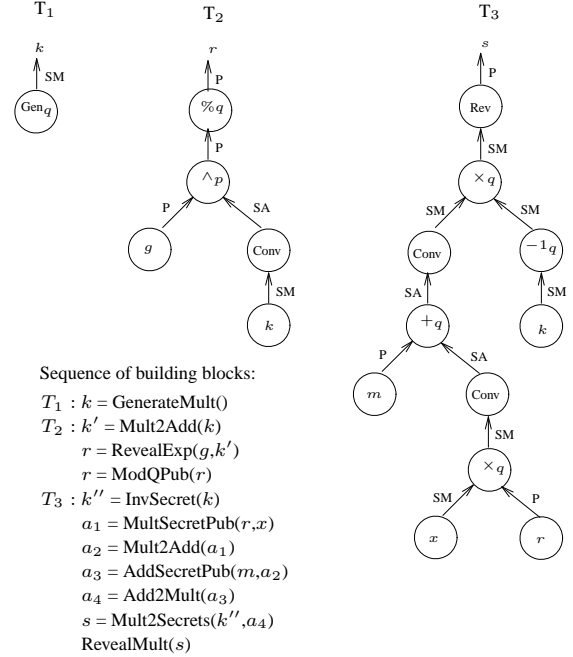 T₁ T₂ T₃
k
SM
Genq
r
P
%q
P
∧p
P SA
g Conv
SM
k
s
P
Rev
SM
×q
SM SM
Conv −1q
SA SM
+q k
P SA
m Conv
SM
×q
SM P
x r
Sequence of building blocks:
T₁ : k = GenerateMult()
T₂ : k′ = Mult2Add(k)
r = RevealExp(g,k′)
r = ModQPub(r)
T₃ : k′′ = InvSecret(k)
a₁ = MultSecretPub(r,x)
a₂ = Mult2Add(a₁)
a₃ = AddSecretPub(m,a₂)
a₄ = Add2Mult(a₃)
s = Mult2Secrets(k′′,a₄)
RevealMult(s)